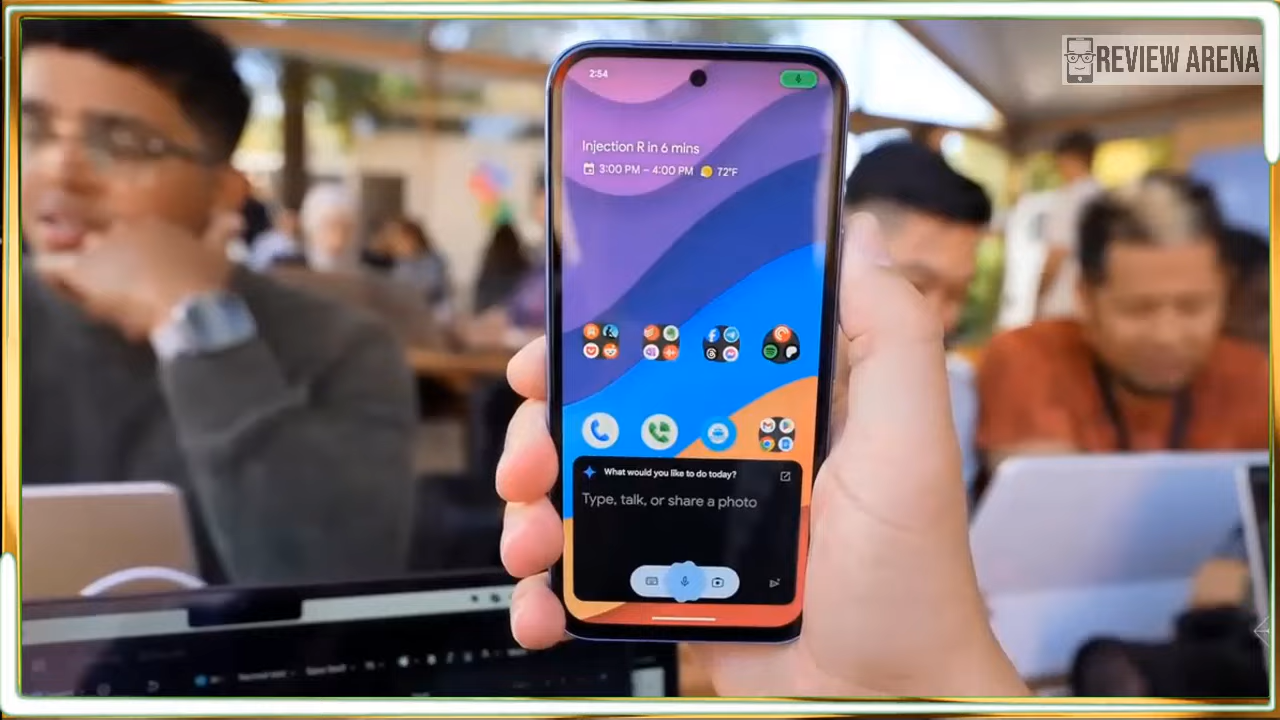 REVIEW ARENA
2:54
Injection R in 6 mins
3:00 PM – 4:00 PM 72°F
What would you like to do today?
Type, talk, or share a photo